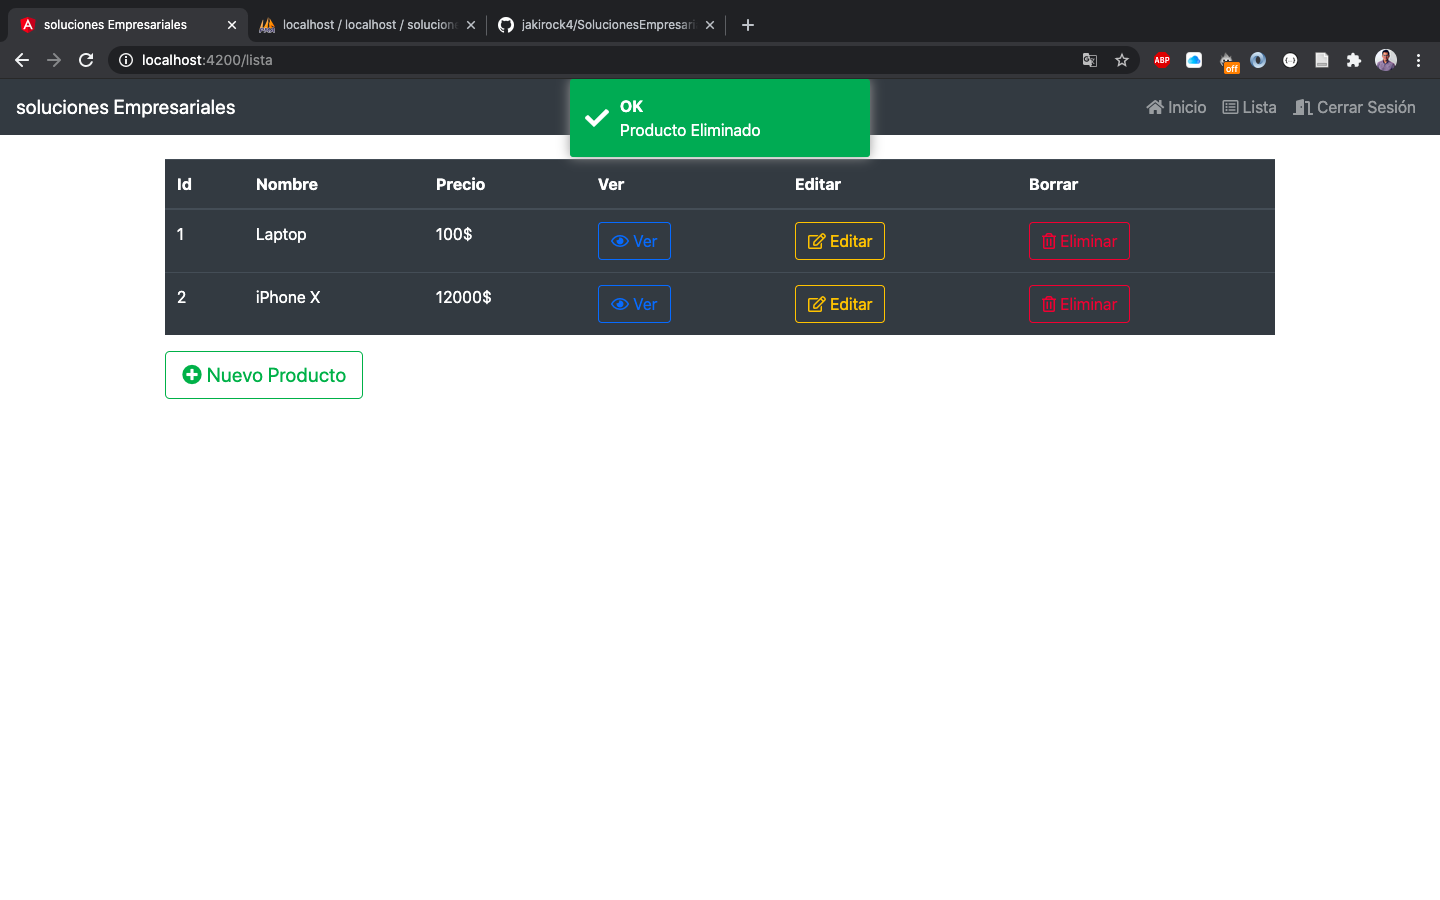 soluciones Empresariales
localhost / localhost / solucione
jakirock4/SolucionesEmpresari
localhost:4200/lista
ABP
off
soluciones Empresariales
OK
Producto Eliminado
Inicio
Lista
Cerrar Sesión
Id Nombre Precio Ver Editar Borrar
1 Laptop 100$ Ver Editar Eliminar
2 iPhone X 12000$ Ver Editar Eliminar
Nuevo Producto